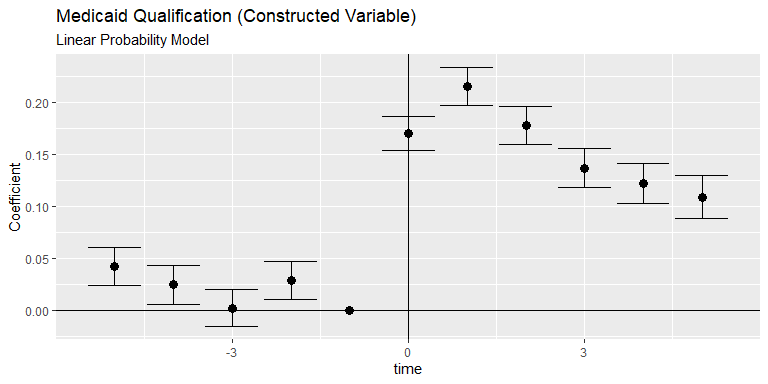 Medicaid Qualification (Constructed Variable)
Linear Probability Model
Coefficient
0.20
0.15
0.10
0.05
0.00
-3
0
3
time